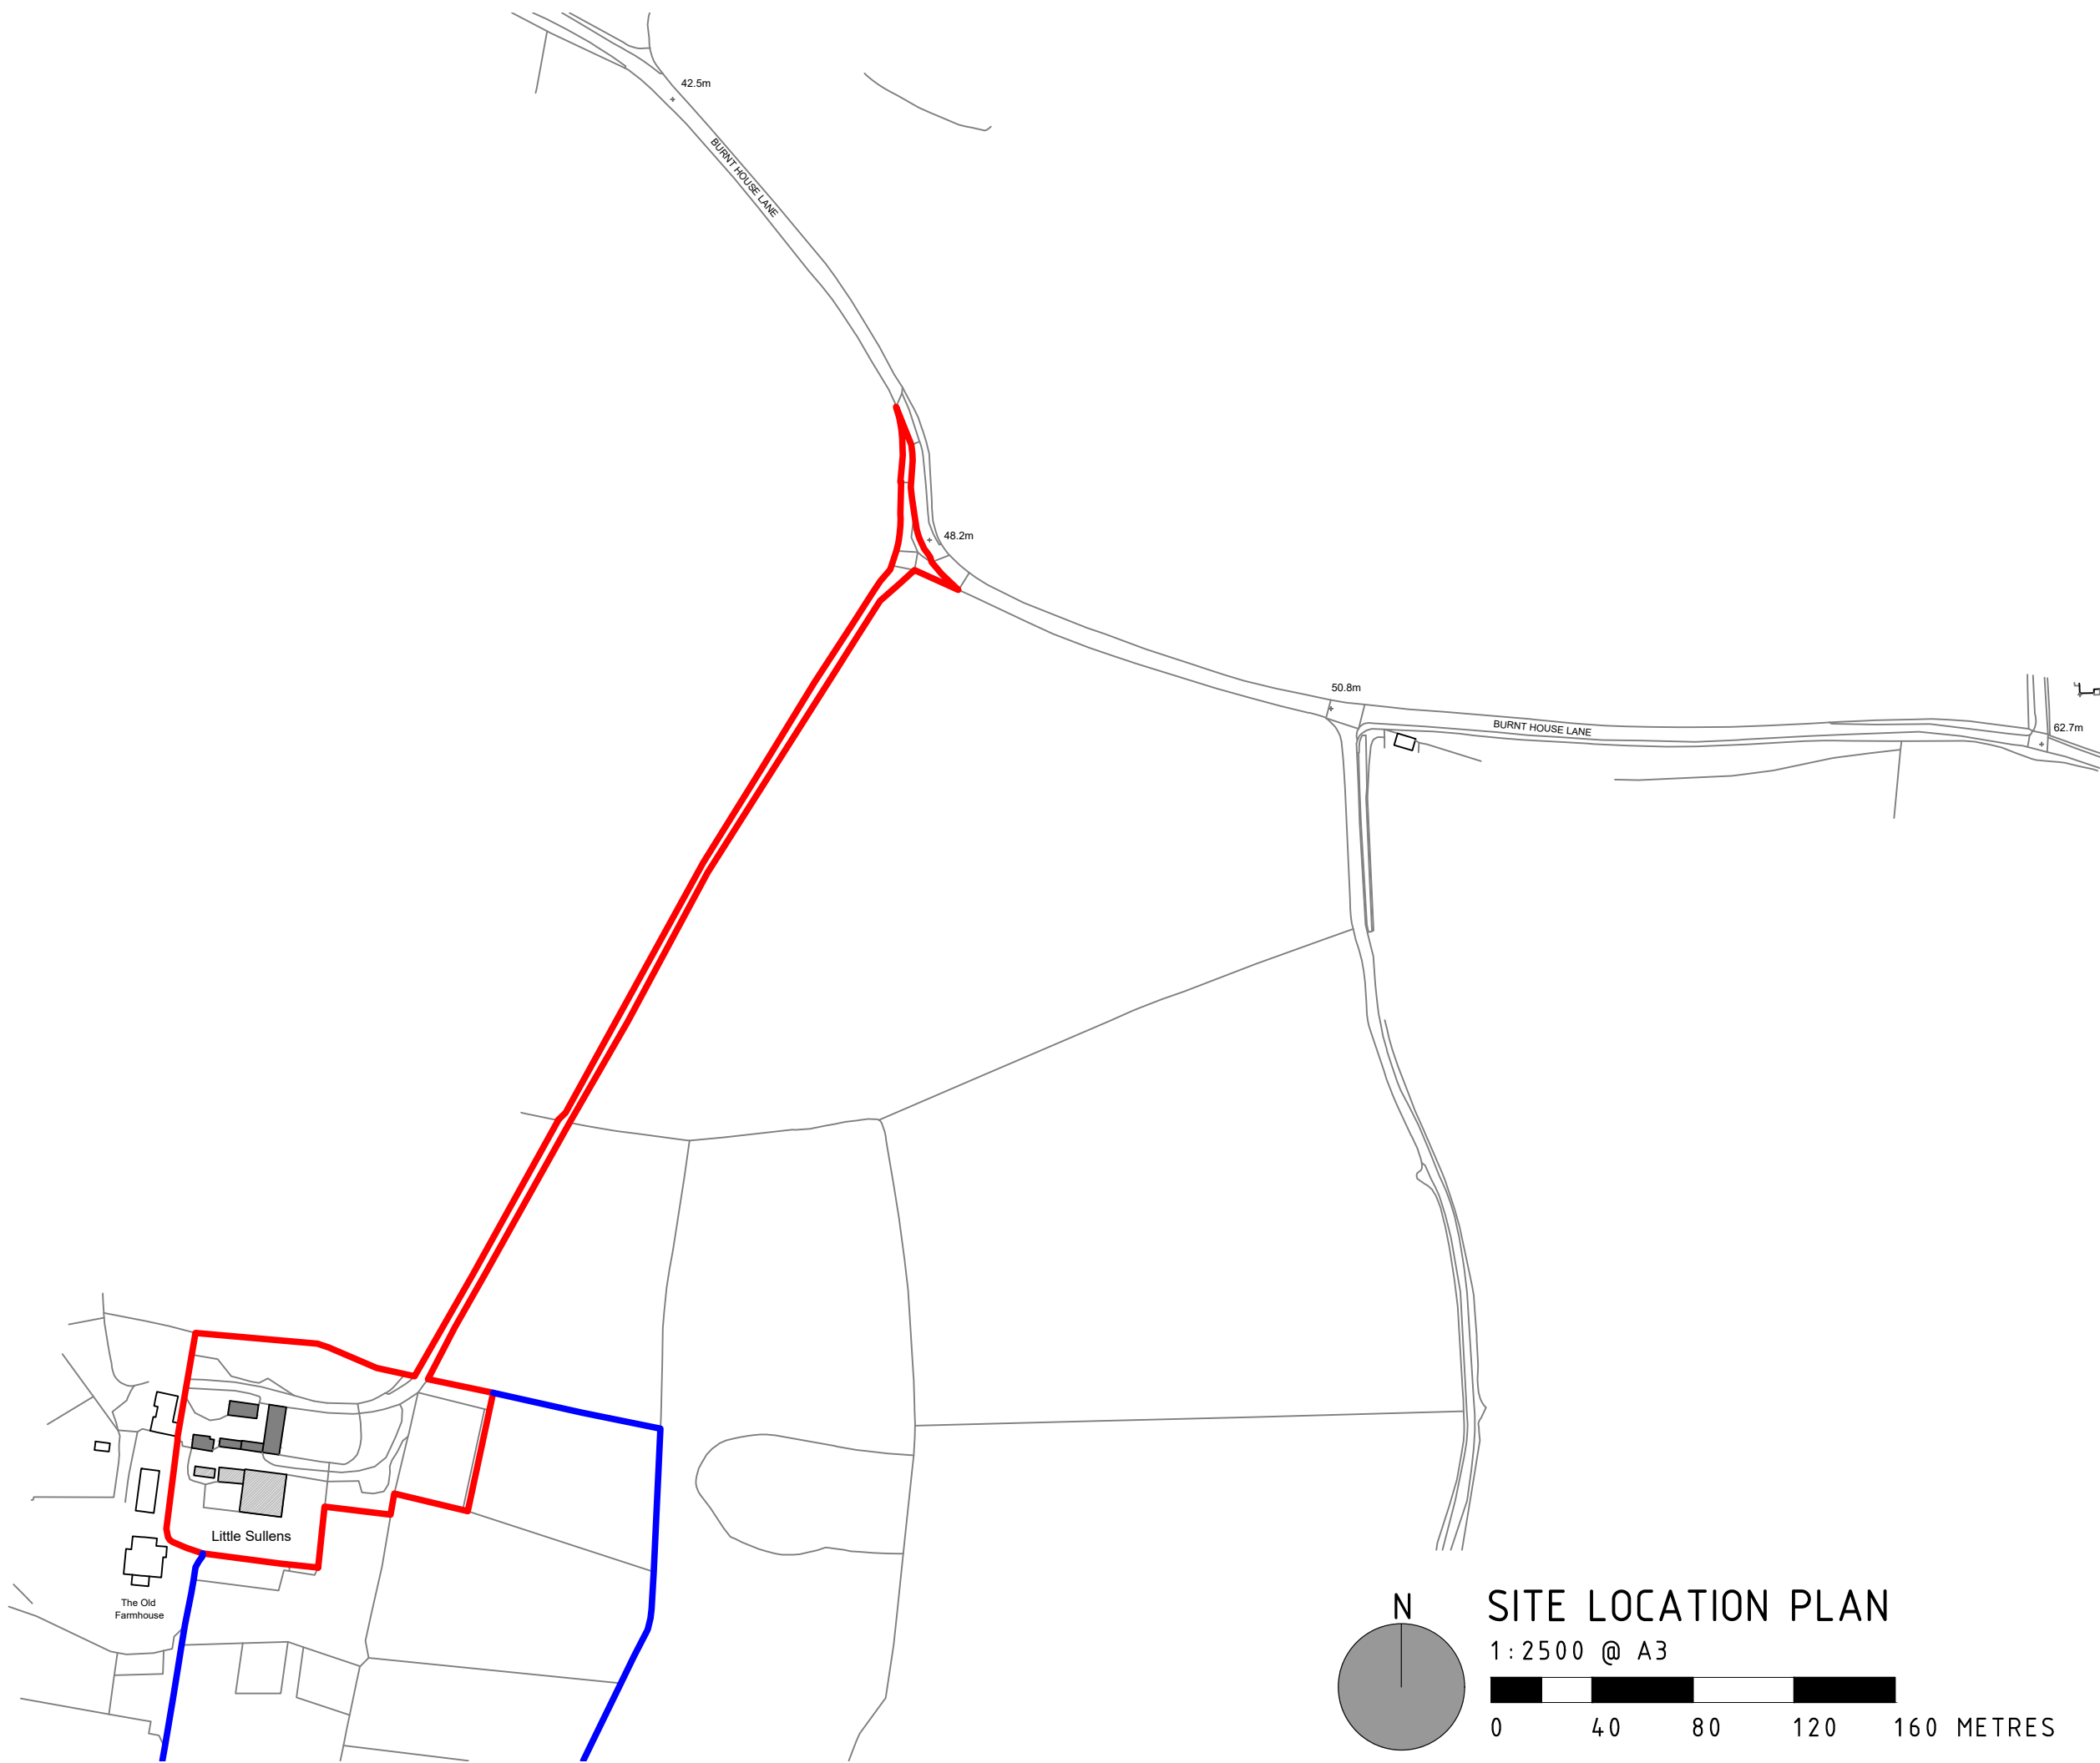 42.5m
BURNT HOUSE LANE
48.2m
50.8m
BURNT HOUSE LANE
62.7m
Little Sullens
The Old
Farmhouse
N
SITE LOCATION PLAN
1:2500 @ A3
0 40 80 120 160 METRES